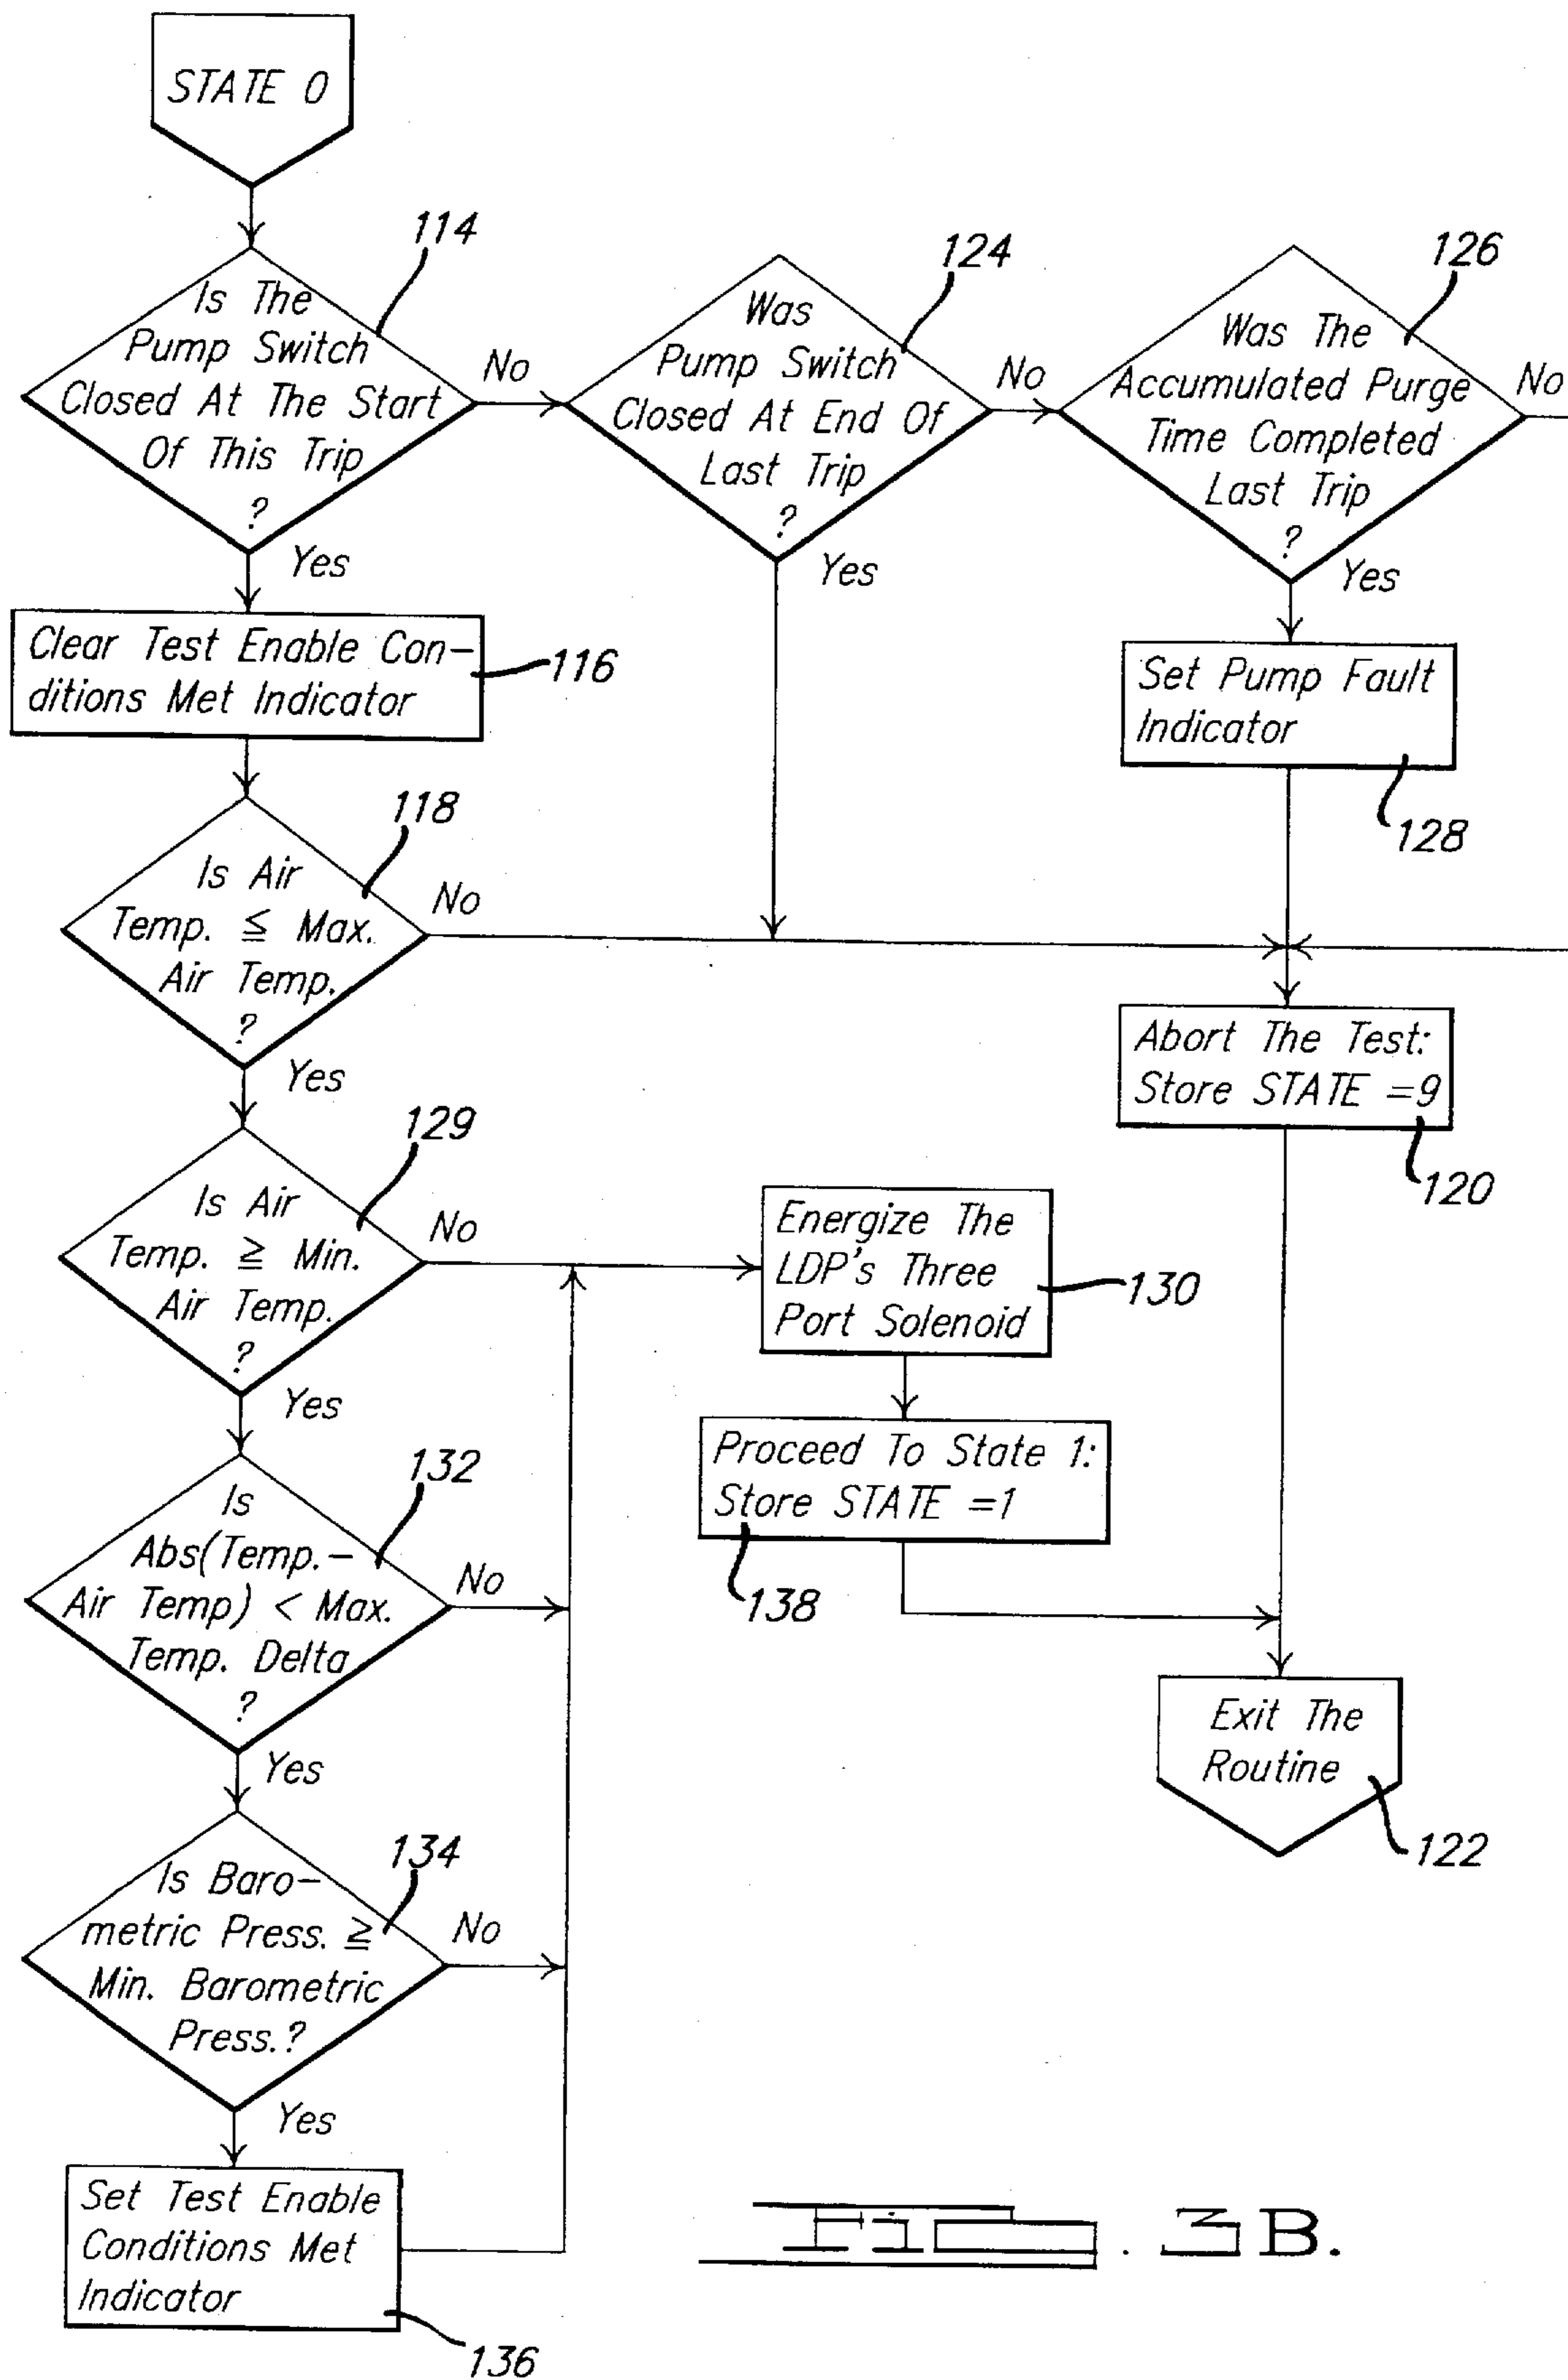 STATE 0
114
Is The
Pump Switch
Closed At The Start
Of This Trip
?
No
Yes
124
Was
Pump Switch
Closed At End Of
Last Trip
?
No
Yes
126
Was The
Accumulated Purge
Time Completed
Last Trip
?
No
Yes
Clear Test Enable Con-
ditions Met Indicator
116
Set Pump Fault
Indicator
128
118
Is Air
Temp. ≦ Max.
Air Temp.
?
No
Yes
Abort The Test:
Store STATE =9
120
129
Is Air
Temp. ≧ Min.
Air Temp.
?
No
Yes
Energize The
LDP's Three
Port Solenoid
130
Proceed To State 1:
Store STATE =1
138
132
Is
Abs(Temp.-
Air Temp) < Max.
Temp. Delta
?
No
Yes
Exit The
Routine
122
134
Is Baro-
metric Press. ≧
Min. Barometric
Press.?
No
Yes
Set Test Enable
Conditions Met
Indicator
136
FIG. 3B.